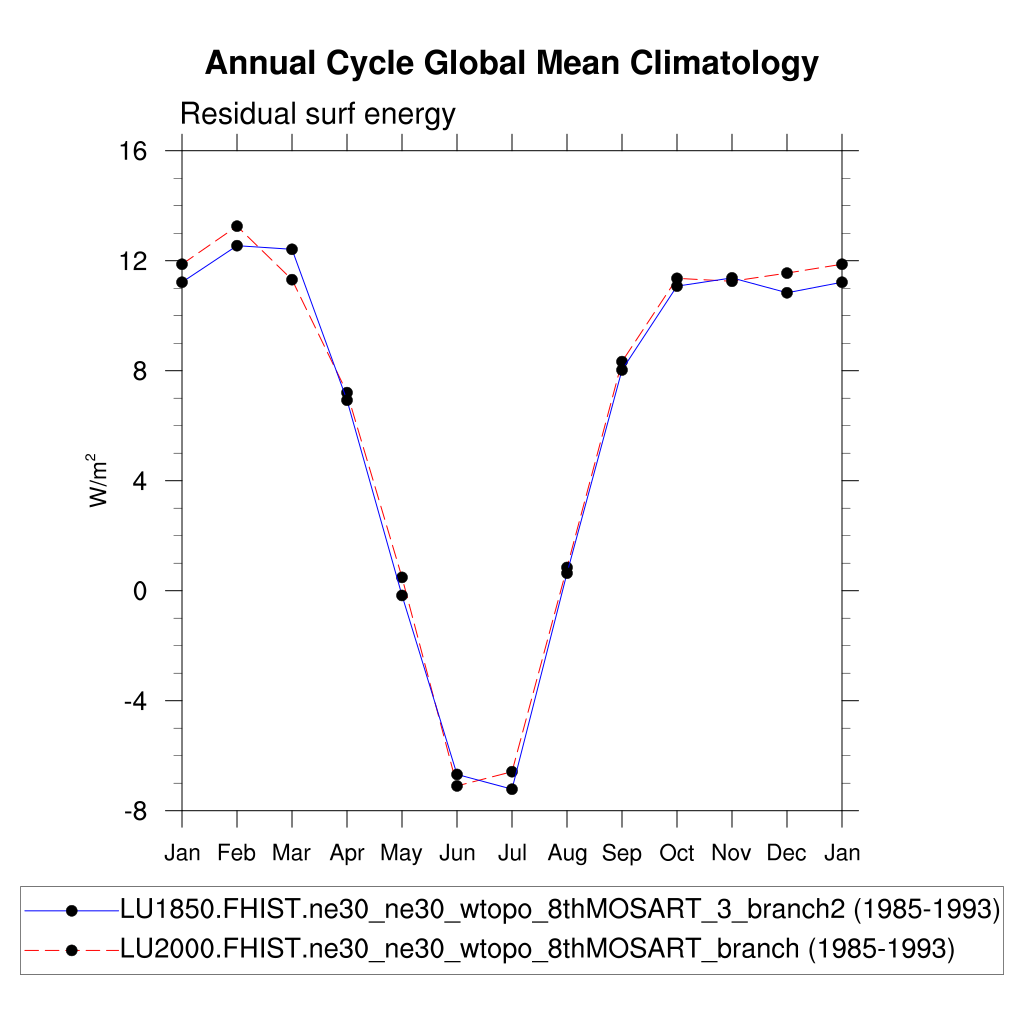 Annual Cycle Global Mean Climatology
Residual surf energy
16
12
8
4
0
-4
-8
W/m²
Jan Feb Mar Apr May Jun Jul Aug Sep Oct Nov Dec Jan
LU1850.FHIST.ne30_ne30_wtopo_8thMOSART_3_branch2 (1985-1993)
LU2000.FHIST.ne30_ne30_wtopo_8thMOSART_branch (1985-1993)